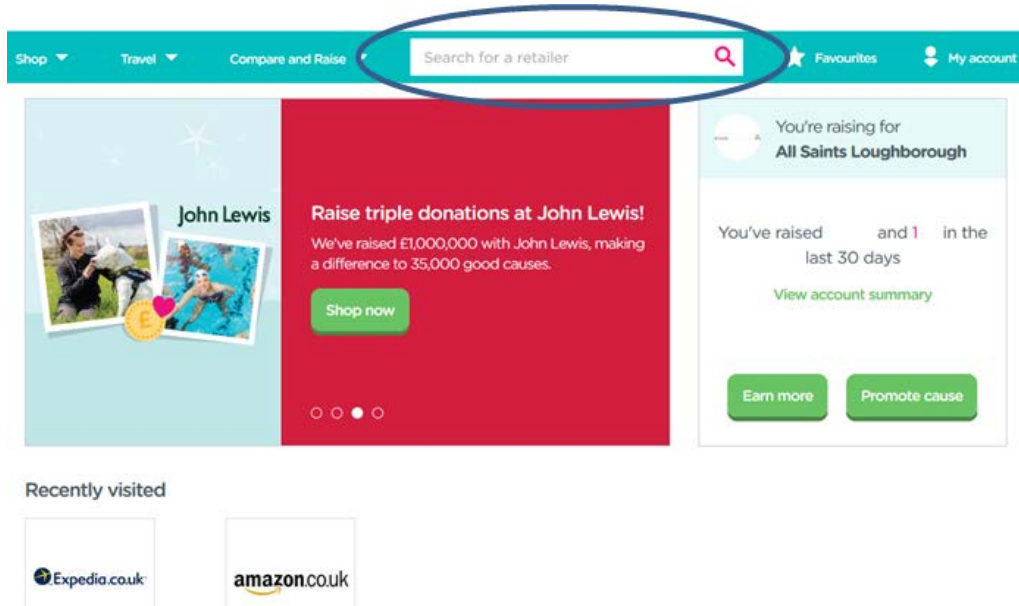 Shop Travel Compare and Raise Search for a retailer Favourites My account
John Lewis
Raise triple donations at John Lewis!
We've raised £1,000,000 with John Lewis, making
a difference to 35,000 good causes.
Shop now
£
You're raising for
All Saints Loughborough
You've raised and 1 in the
last 30 days
View account summary
Earn more Promote cause
Recently visited
Expedia.co.uk amazon.co.uk